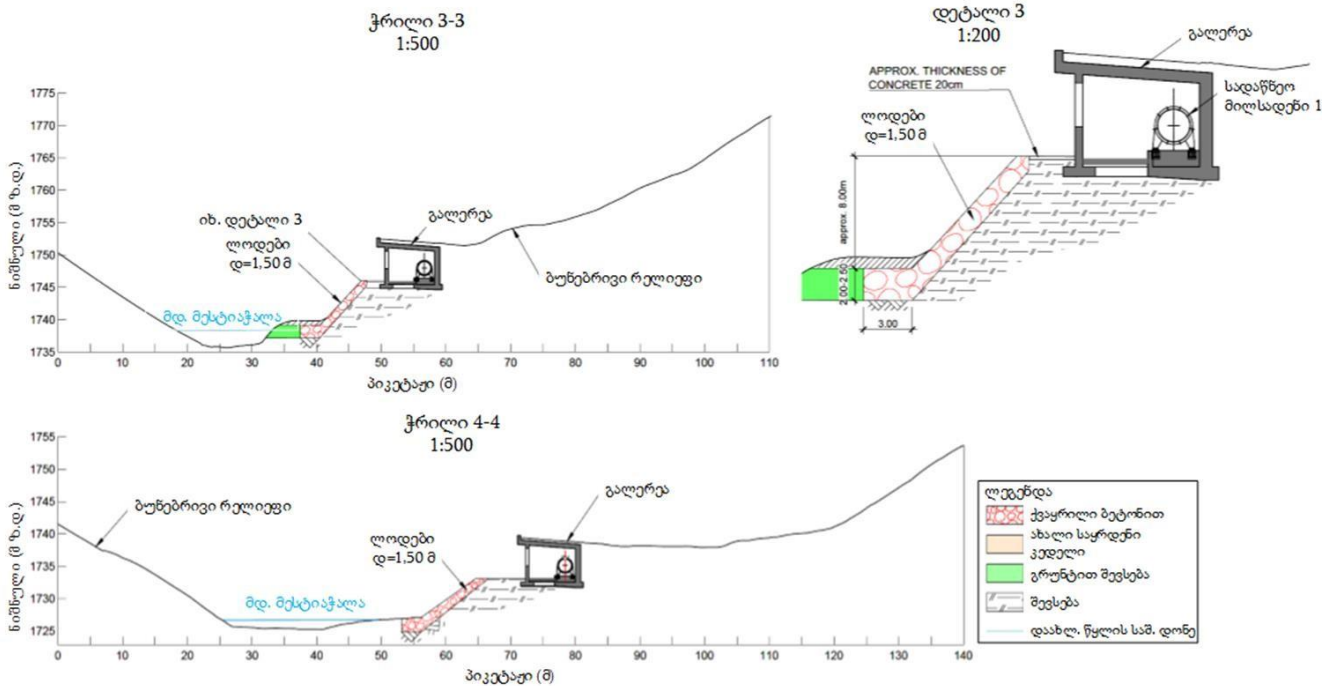 ჭრილი 3-3
1:500
ნიშნული (მ ზ.დ.)
1775
1770
1765
1760
1755
1750
1745
1740
1735
იხ. დეტალი 3
ლოდები
დ=1,50 მ
გალერეა
ბუნებრივი რელიეფი
მდ. მესტიაჭალა
0 10 20 30 40 50 60 70 80 90 100 110
პიკეტაჟი (მ)
დეტალი 3
1:200
გალერეა
APPROX. THICKNESS OF
CONCRETE 20cm
სადაწნეო
მილსადენი 1
ლოდები
დ=1,50 მ
approx. 8.00m
2.00-2.50
3.00
ჭრილი 4-4
1:500
ნიშნული (მ ზ.დ.)
1755
1750
1745
1740
1735
1730
1725
ბუნებრივი რელიეფი
გალერეა
ლოდები
დ=1,50 მ
მდ. მესტიაჭალა
0 10 20 30 40 50 60 70 80 90 100 110 120 130 140
პიკეტაჟი (მ)
ლეგენდა
ქვაყრილი ბეტონით
ახალი საყრდენი
კედელი
გრუნტით შევსება
შევსება
დაახლ. წყლის საშ. დონე